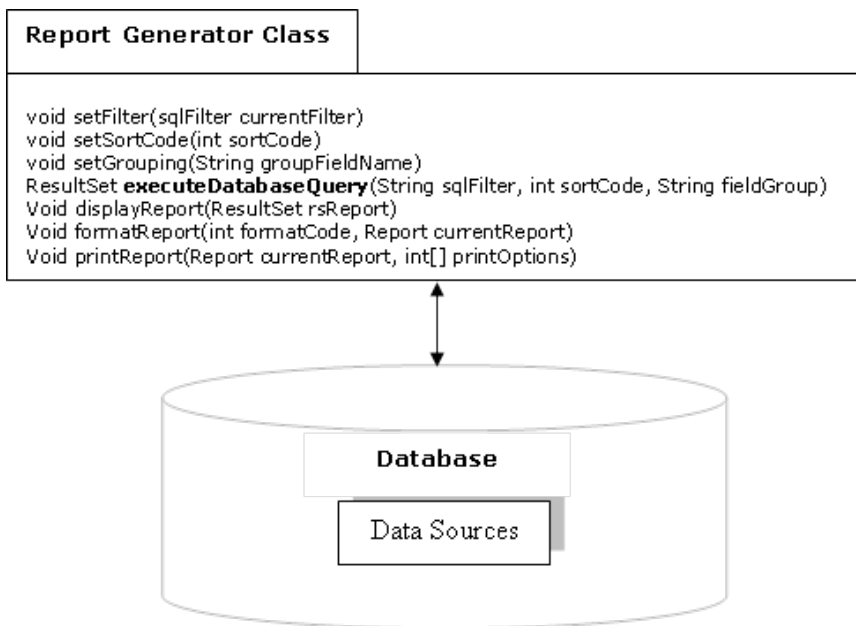 Report Generator Class
void setFilter(sqlFilter currentFilter)
void setSortCode(int sortCode)
void setGrouping(String groupFieldName)
ResultSet executeDatabaseQuery(String sqlFilter, int sortCode, String fieldGroup)
Void displayReport(ResultSet rsReport)
Void formatReport(int formatCode, Report currentReport)
Void printReport(Report currentReport, int[] printOptions)
Database
Data Sources